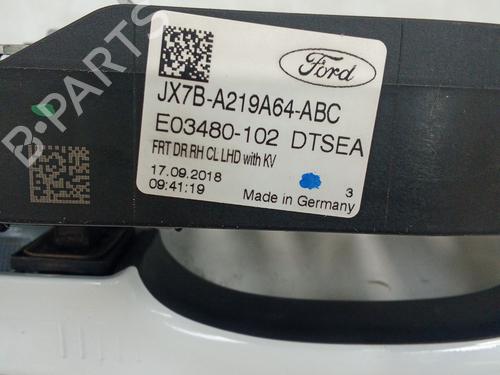 Ford
JX7B-A219A64-ABC
E03480-102 DTSEA
FRT DR RH CL LHD with KV
17.09.2018
09:41:19
3
Made in Germany
B-PARTS